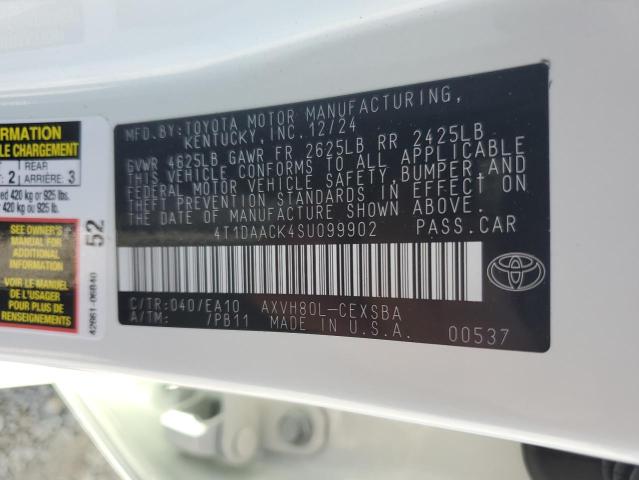 FORMATION
LE CHARGEMENT
2
REAR
ARRIÈRE 3
ed 420 kg or 925 lbs.
420 kg ou 925 lb.
SEE OWNER'S
MANUAL FOR
ADDITIONAL
INFORMATION
VOIR LE MANUEL
DE L'USAGER
POUR PLUS DE
RENSEIGNEMENTS
52
42861-06840
MFD.BY:TOYOTA MOTOR MANUFACTURING,
KENTUCKY,INC.12/24
GVWR 4625LB GAWR FR 2625LB RR 2425LB
THIS VEHICLE CONFORMS TO ALL APPLICABLE
FEDERAL MOTOR VEHICLE SAFETY,BUMPER,AND
THEFT PREVENTION STANDARDS IN EFFECT ON
THE DATE OF MANUFACTURE SHOWN ABOVE.
4T1DAACK4SU099902 PASS.CAR
C/TR:040/EA10 AXVH80L-CEXSBA
A/TM: /PB11 MADE IN U.S.A. 00537